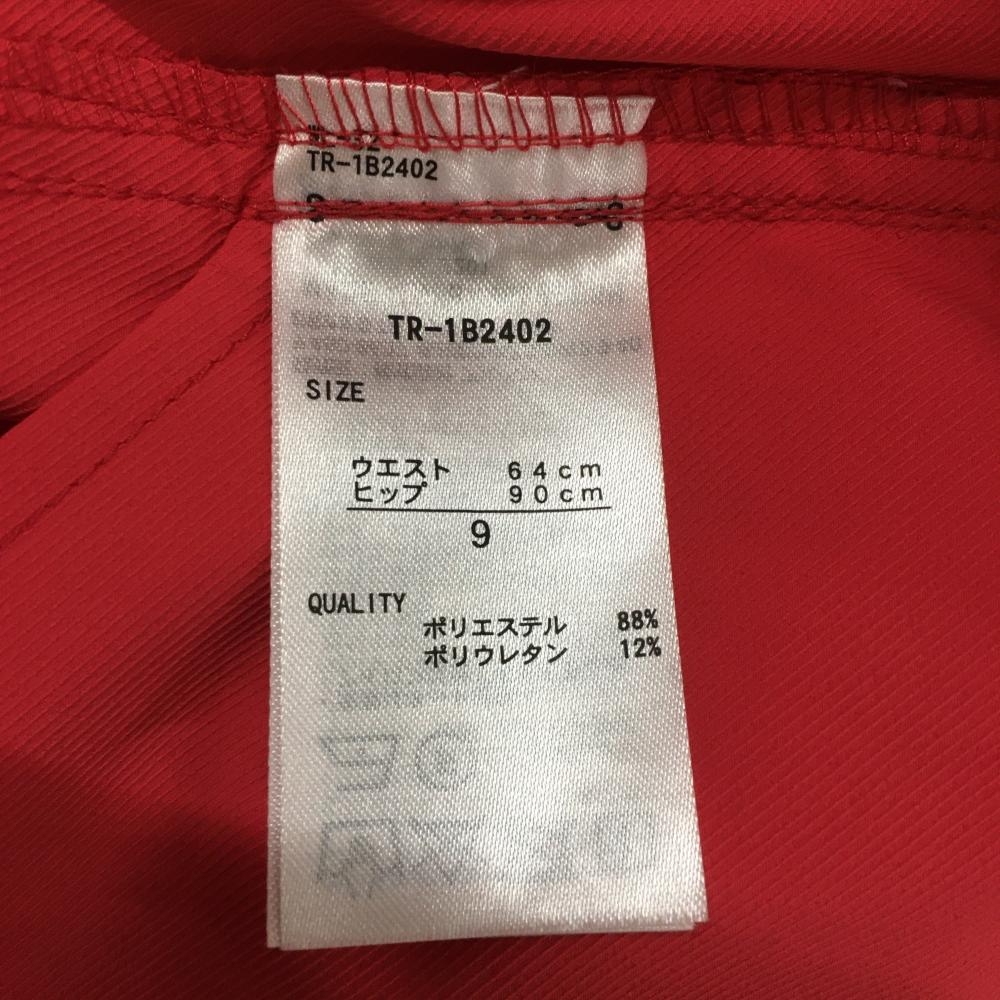 TR-1B2402
TR-1B2402
SIZE
ウエスト 64cm
ヒップ 90cm
9
QUALITY
ポリエステル 88%
ポリウレタン 12%